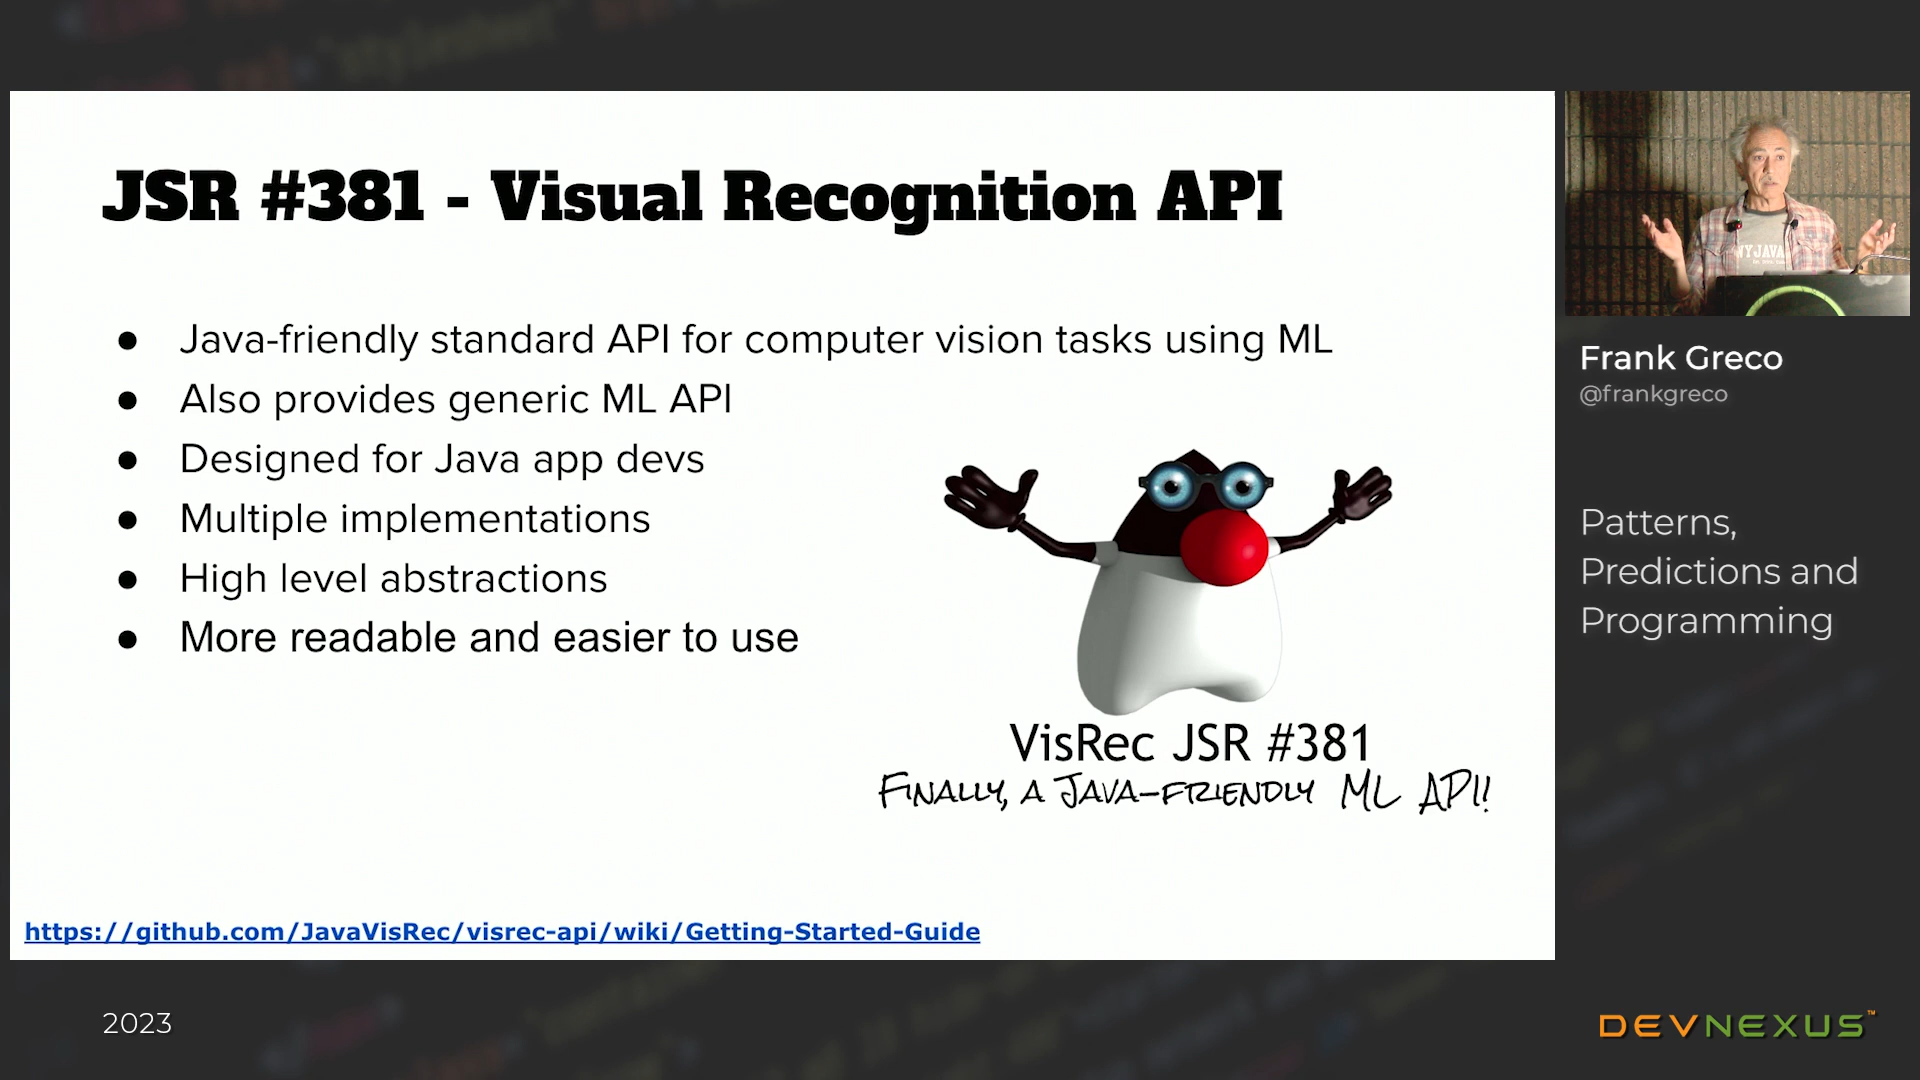 JSR #381 - Visual Recognition API
● Java-friendly standard API for computer vision tasks using ML
● Also provides generic ML API
● Designed for Java app devs
● Multiple implementations
● High level abstractions
● More readable and easier to use
VisRec JSR #381
Finally, a Java-friendly ML API!
https://github.com/JavaVisRec/visrec-api/wiki/Getting-Started-Guide
NYJAVA
Frank Greco
@frankgreco
Patterns,
Predictions and
Programming
2023
DEVNEXUS™